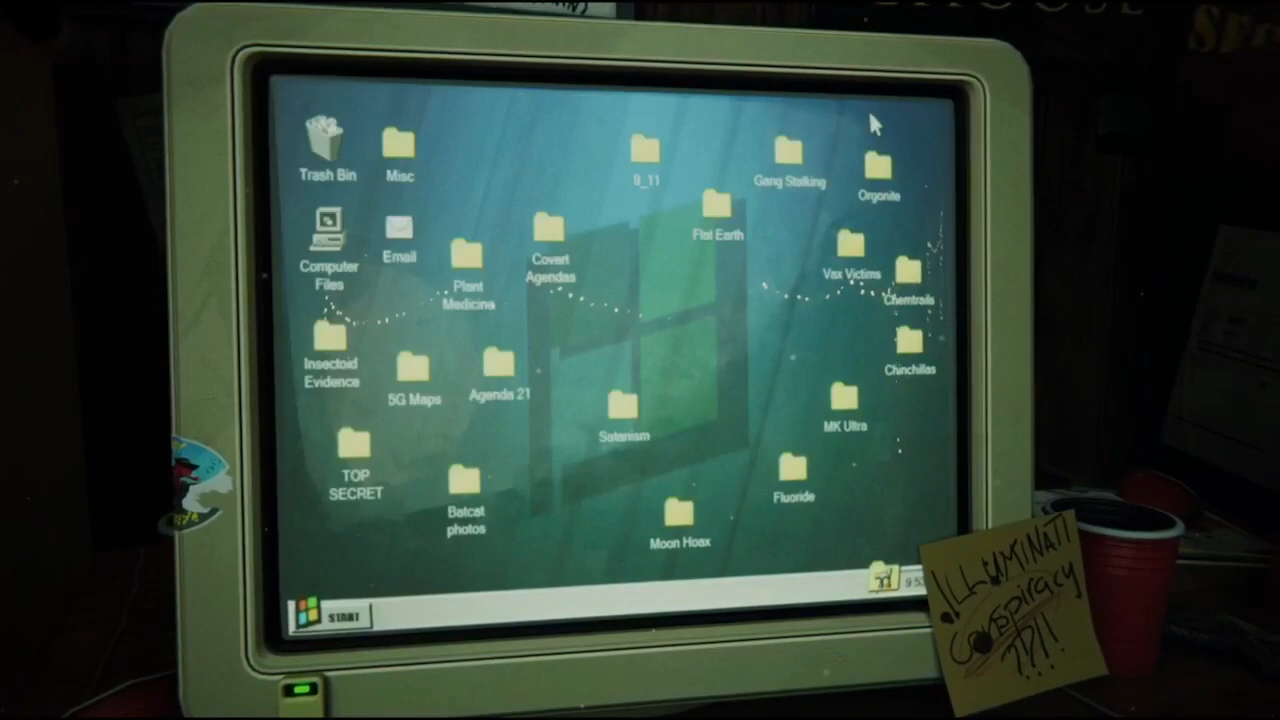 Trash Bin
Misc
9_11
Gang Stalking
Orgonite
Computer
Files
Email
Plant
Medicine
Covert
Agendas
Flat Earth
Vax Victims
Chemtrails
Insectoid
Evidence
5G Maps
Agenda 21
Satanism
MK Ultra
Chinchillas
TOP
SECRET
Batcat
photos
Moon Hoax
Fluoride
START
ILLUMINATI
Conspiracy
??!!!